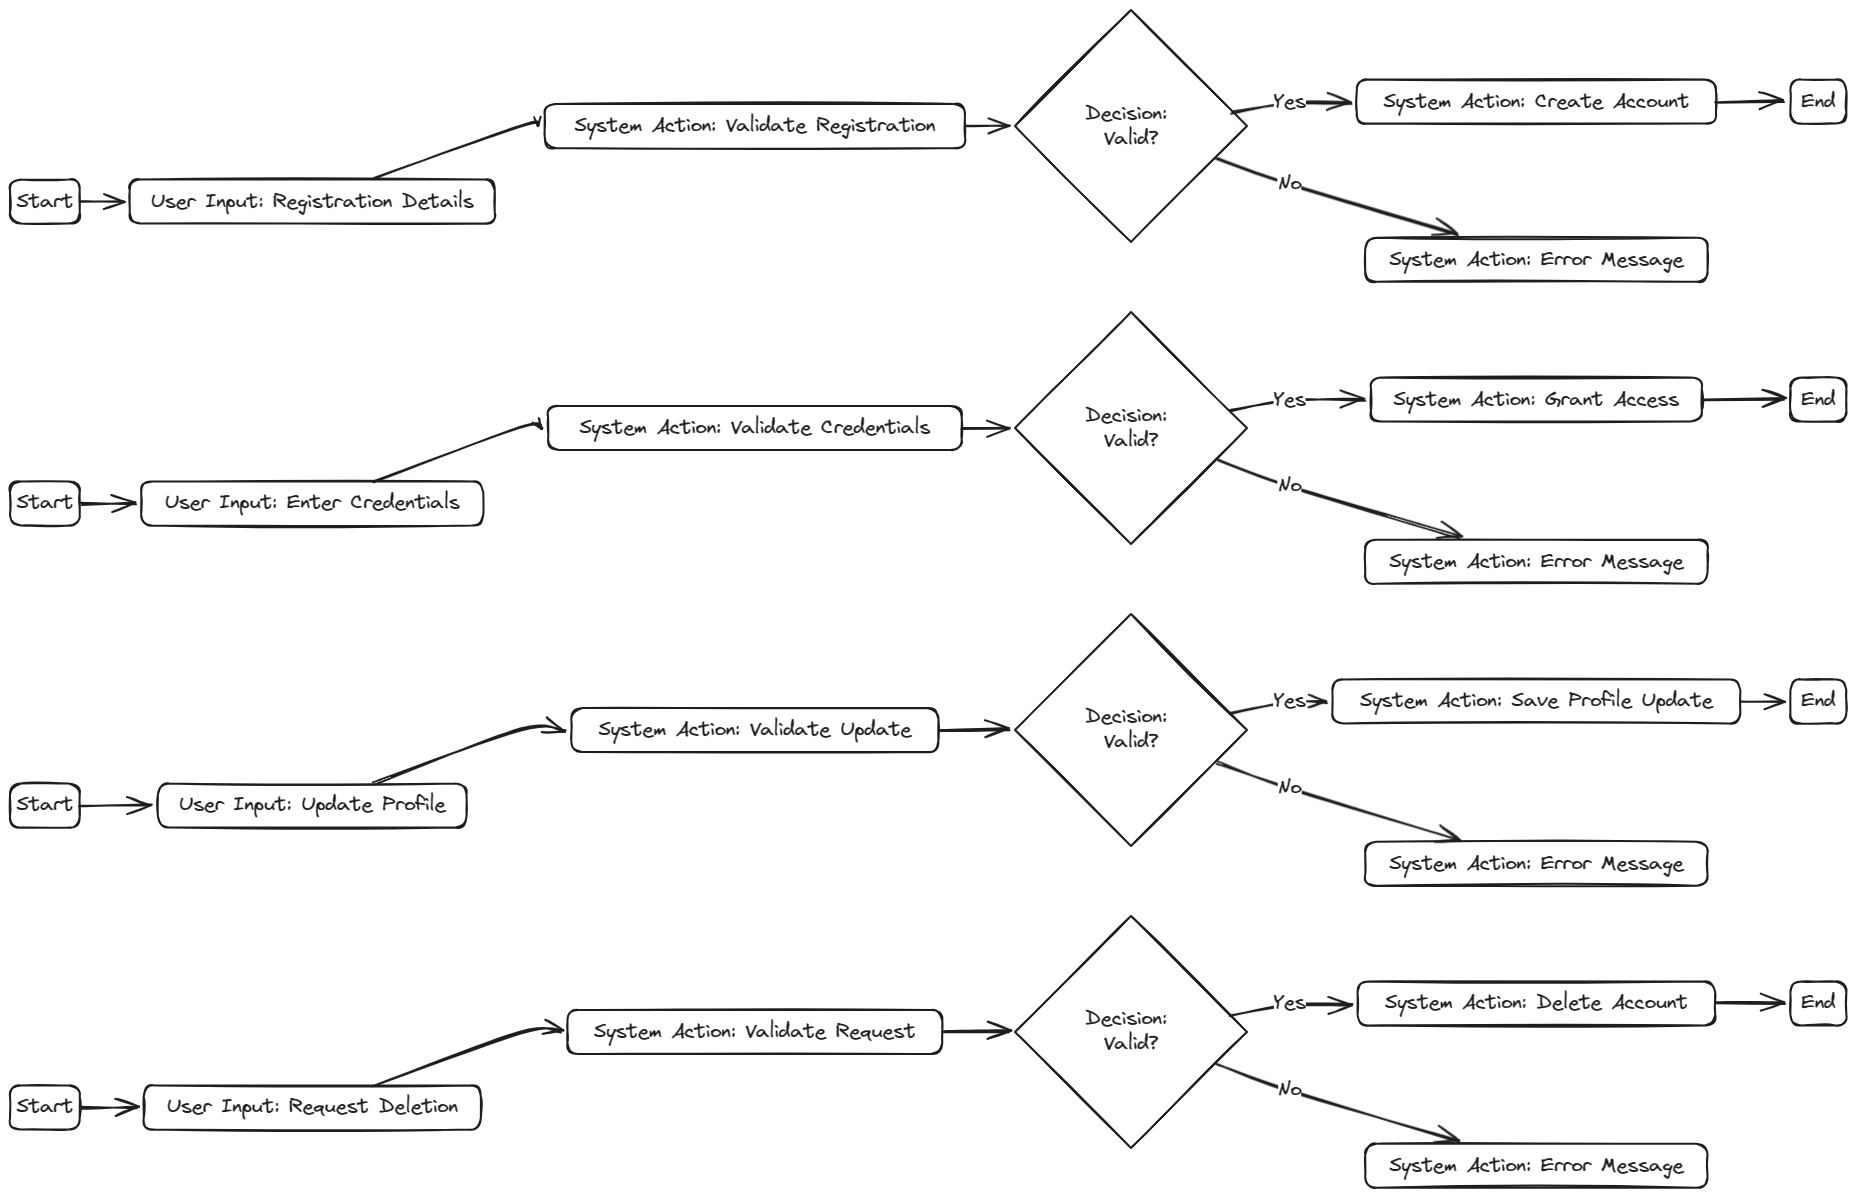 Start
User Input: Registration Details
System Action: Validate Registration
Decision:
Valid?
Yes
System Action: Create Account
End
No
System Action: Error Message
Start
User Input: Enter Credentials
System Action: Validate Credentials
Decision:
Valid?
Yes
System Action: Grant Access
End
No
System Action: Error Message
Start
User Input: Update Profile
System Action: Validate Update
Decision:
Valid?
Yes
System Action: Save Profile Update
End
No
System Action: Error Message
Start
User Input: Request Deletion
System Action: Validate Request
Decision:
Valid?
Yes
System Action: Delete Account
End
No
System Action: Error Message